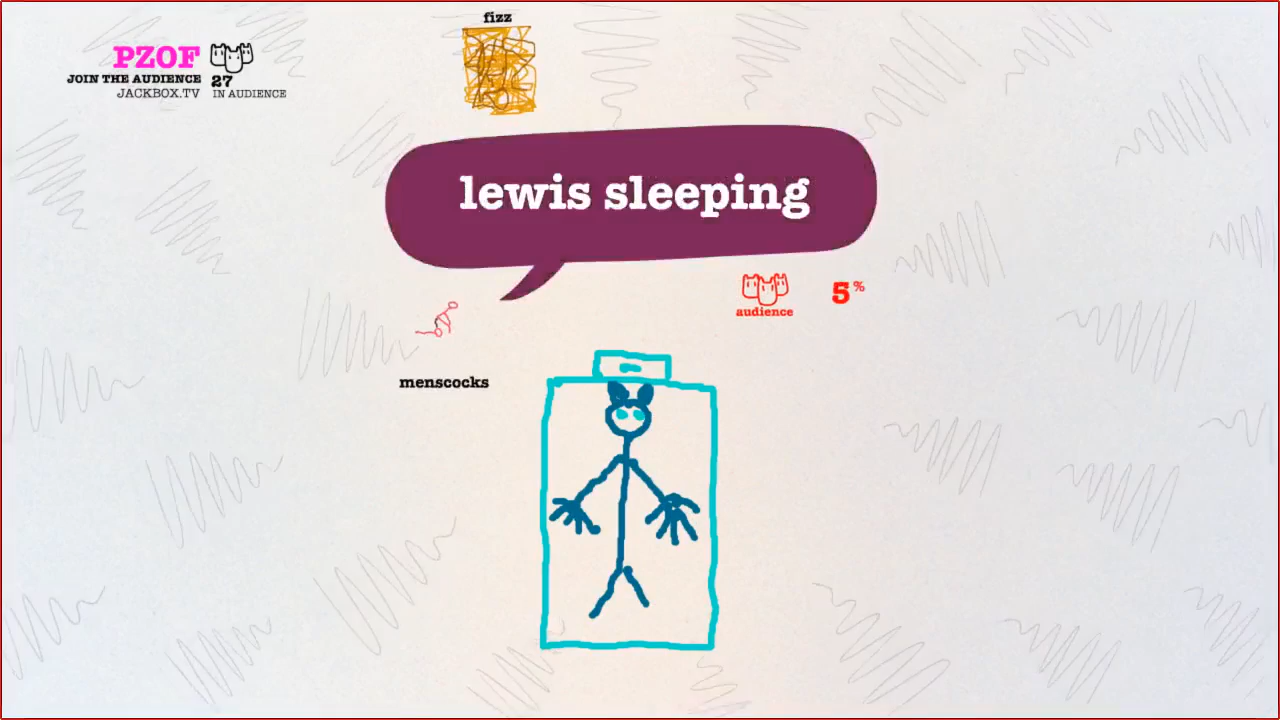 fizz
PZOF
JOIN THE AUDIENCE 27
JACKBOX.TV IN AUDIENCE
lewis sleeping
5%
audience
menscocks